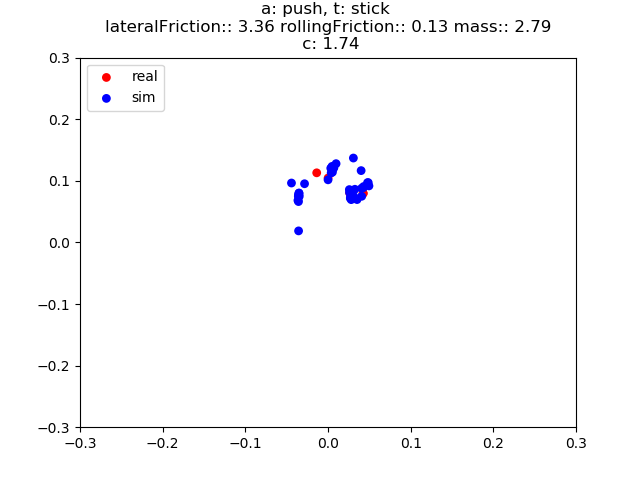 a: push, t: stick
lateralFriction:: 3.36 rollingFriction:: 0.13 mass:: 2.79
c: 1.74
real
sim
0.3
0.2
0.1
0.0
−0.1
−0.2
−0.3
−0.3 −0.2 −0.1 0.0 0.1 0.2 0.3